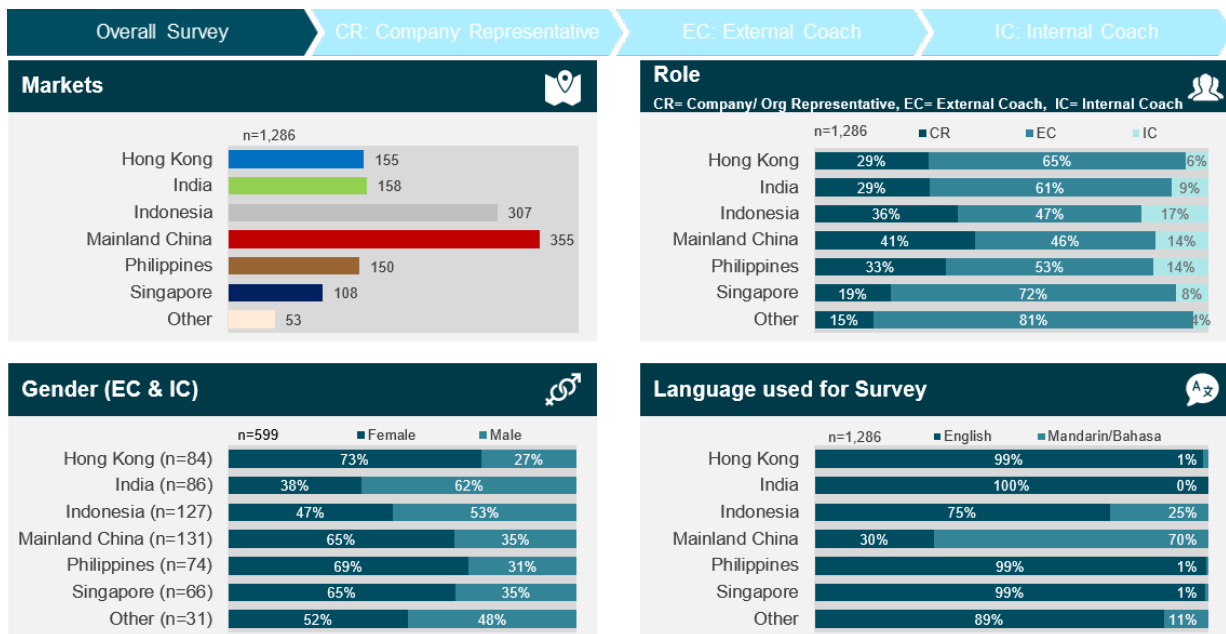 Overall Survey
CR: Company Representative
EC: External Coach
IC: Internal Coach
Markets
n=1,286
Hong Kong 155
India 158
Indonesia 307
Mainland China 355
Philippines 150
Singapore 108
Other 53
Role
CR= Company/ Org Representative, EC= External Coach, IC= Internal Coach
n=1,286 CR EC IC
Hong Kong 29% 65% 6%
India 29% 61% 9%
Indonesia 36% 47% 17%
Mainland China 41% 46% 14%
Philippines 33% 53% 14%
Singapore 19% 72% 8%
Other 15% 81% 4%
Gender (EC & IC)
n=599 Female Male
Hong Kong (n=84) 73% 27%
India (n=86) 38% 62%
Indonesia (n=127) 47% 53%
Mainland China (n=131) 65% 35%
Philippines (n=74) 69% 31%
Singapore (n=66) 65% 35%
Other (n=31) 52% 48%
Language used for Survey
A文
n=1,286 English Mandarin/Bahasa
Hong Kong 99% 1%
India 100% 0%
Indonesia 75% 25%
Mainland China 30% 70%
Philippines 99% 1%
Singapore 99% 1%
Other 89% 11%